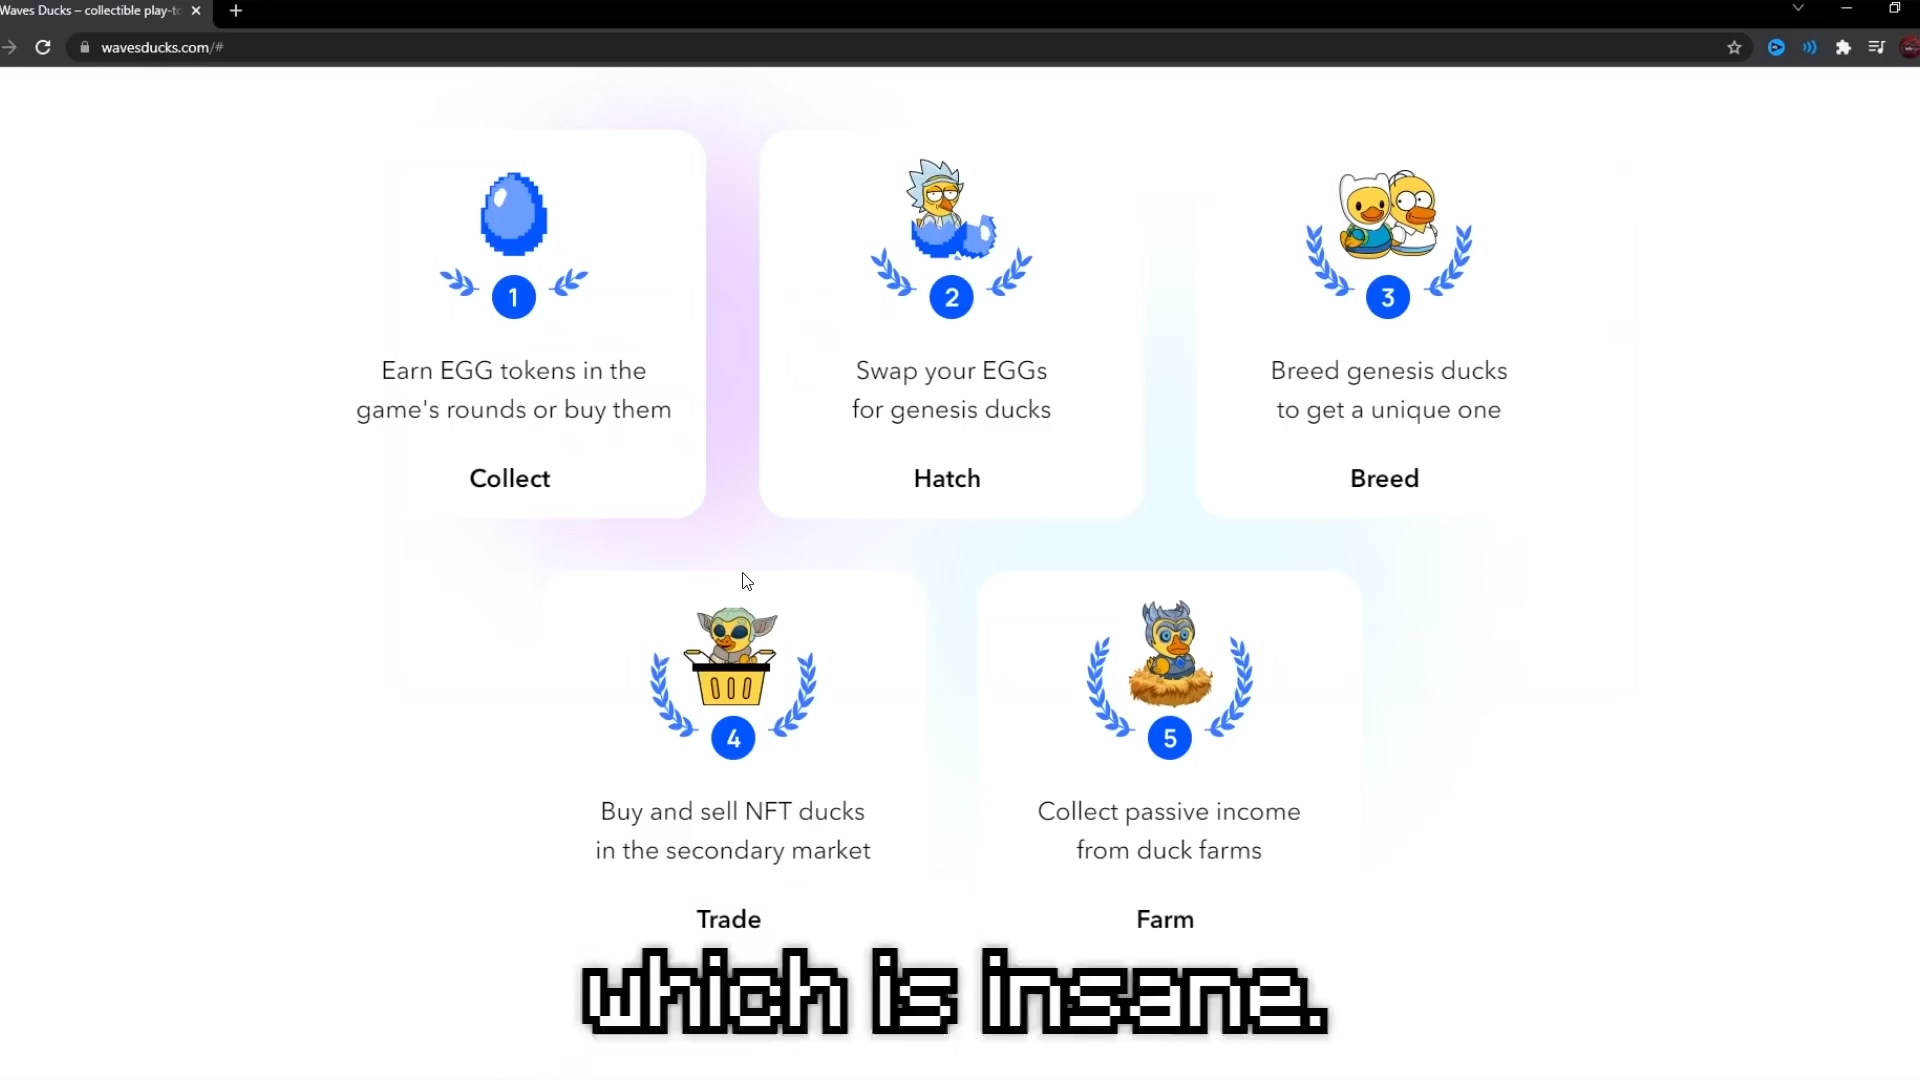 Waves Ducks – collectible play-to
wavesducks.com/#
1
2
3
Earn EGG tokens in the
game's rounds or buy them
Collect
Swap your EGGs
for genesis ducks
Hatch
Breed genesis ducks
to get a unique one
Breed
4
5
Buy and sell NFT ducks
in the secondary market
Trade
Collect passive income
from duck farms
Farm
which is insane.